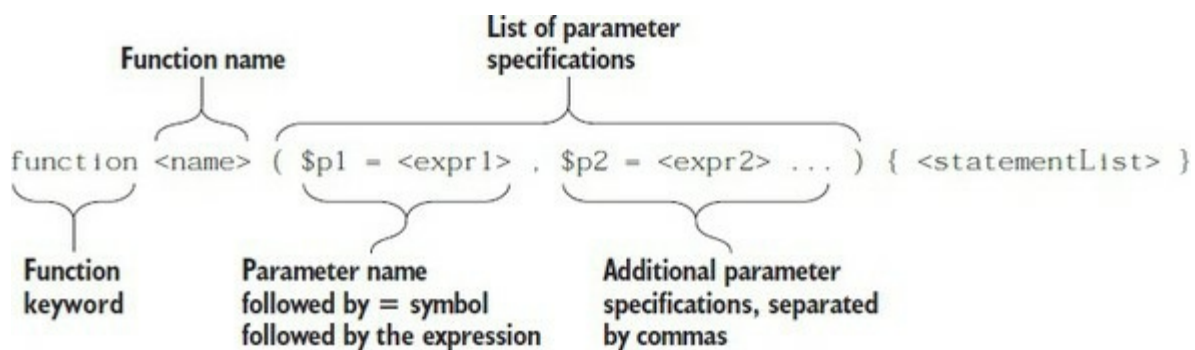 List of parameter
specifications
Function name
function <name> ( $p1 = <expr1> , $p2 = <expr2> ... ) { <statementList> }
Function
keyword
Parameter name
followed by = symbol
followed by the expression
Additional parameter
specifications, separated
by commas